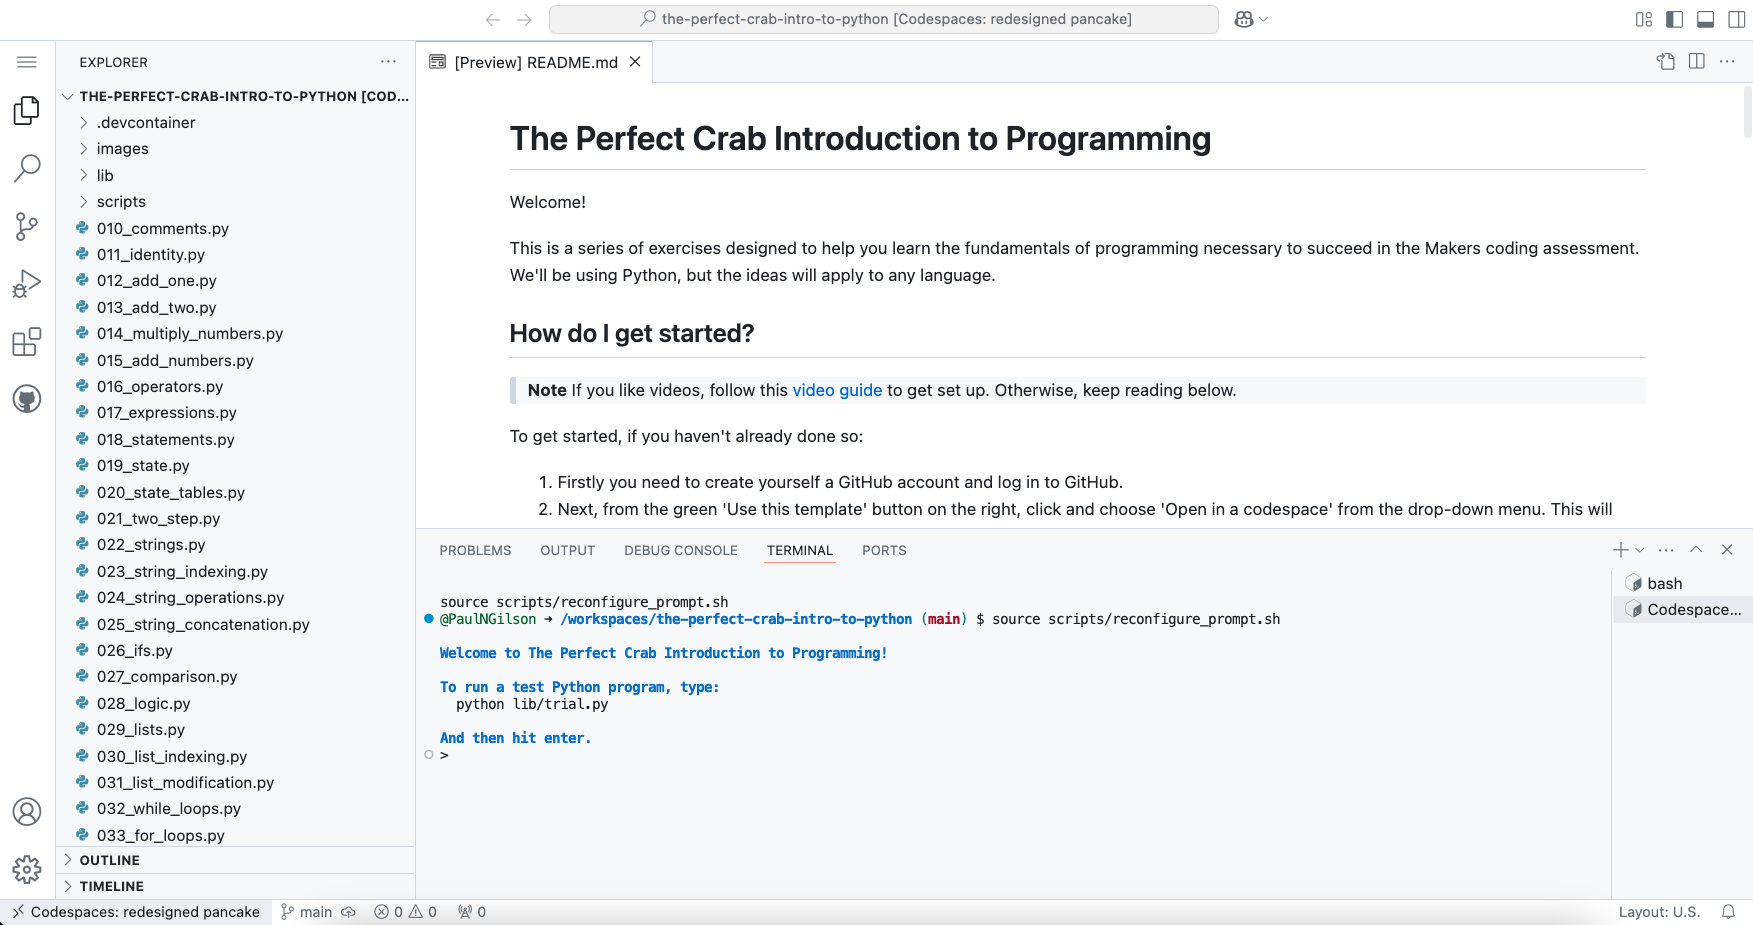 the-perfect-crab-intro-to-python [Codespaces: redesigned pancake]
EXPLORER
THE-PERFECT-CRAB-INTRO-TO-PYTHON [COD...
.devcontainer
images
lib
scripts
010_comments.py
011_identity.py
012_add_one.py
013_add_two.py
014_multiply_numbers.py
015_add_numbers.py
016_operators.py
017_expressions.py
018_statements.py
019_state.py
020_state_tables.py
021_two_step.py
022_strings.py
023_string_indexing.py
024_string_operations.py
025_string_concatenation.py
026_ifs.py
027_comparison.py
028_logic.py
029_lists.py
030_list_indexing.py
031_list_modification.py
032_while_loops.py
033_for_loops.py
OUTLINE
TIMELINE
[Preview] README.md
The Perfect Crab Introduction to Programming
Welcome!
This is a series of exercises designed to help you learn the fundamentals of programming necessary to succeed in the Makers coding assessment.
We'll be using Python, but the ideas will apply to any language.
How do I get started?
Note If you like videos, follow this video guide to get set up. Otherwise, keep reading below.
To get started, if you haven't already done so:
1. Firstly you need to create yourself a GitHub account and log in to GitHub.
2. Next, from the green 'Use this template' button on the right, click and choose 'Open in a codespace' from the drop-down menu. This will
PROBLEMS OUTPUT DEBUG CONSOLE TERMINAL PORTS
source scripts/reconfigure_prompt.sh
@PaulNGilson ➜ /workspaces/the-perfect-crab-intro-to-python (main) $ source scripts/reconfigure_prompt.sh
Welcome to The Perfect Crab Introduction to Programming!
To run a test Python program, type:
python lib/trial.py
And then hit enter.
>
bash
Codespace...
Codespaces: redesigned pancake main 0 0 0 Layout: U.S.